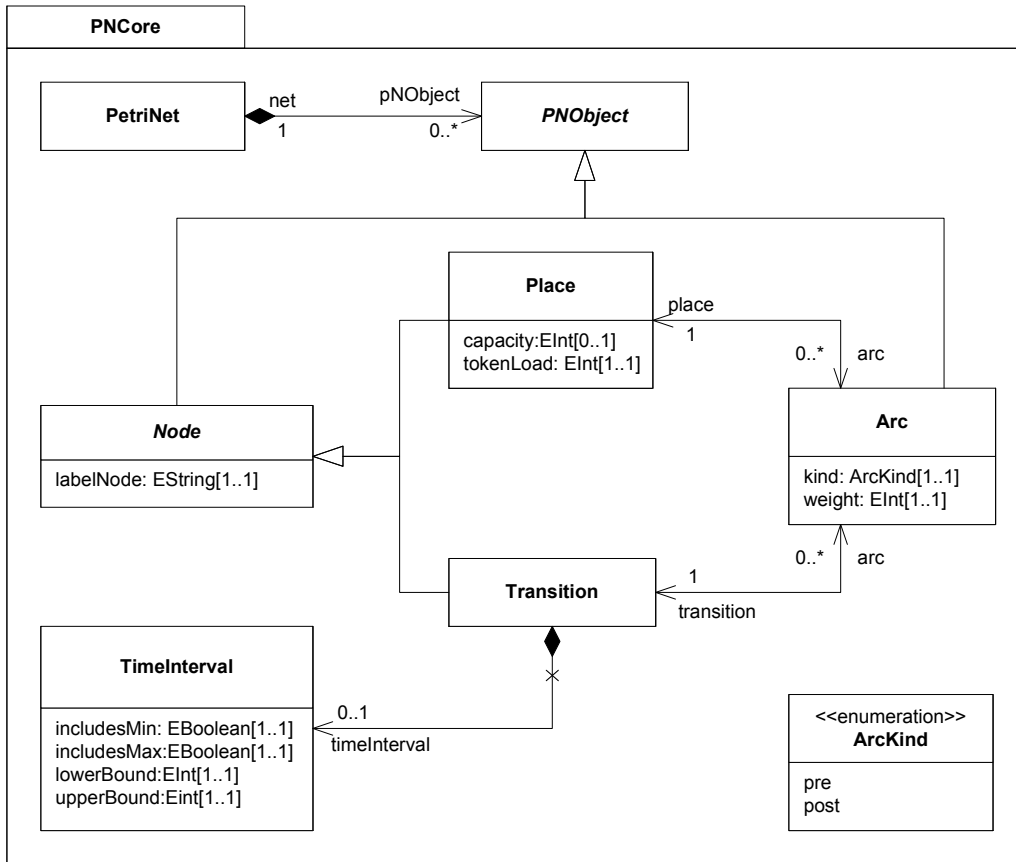 PNCore
PetriNet
net
1
pNObject
0..*
PNObject
Place
capacity:EInt[0..1]
tokenLoad: EInt[1..1]
place
1
0..*
arc
Node
labelNode: EString[1..1]
Arc
kind: ArcKind[1..1]
weight: EInt[1..1]
0..*
arc
Transition
1
transition
TimeInterval
includesMin: EBoolean[1..1]
includesMax:EBoolean[1..1]
lowerBound:EInt[1..1]
upperBound:Eint[1..1]
0..1
timeInterval
<<enumeration>>
ArcKind
pre
post